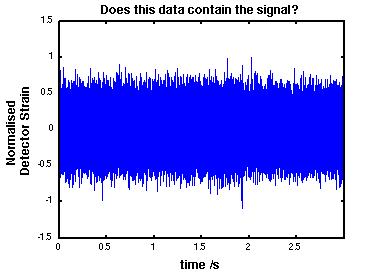 Does this data contain the signal?
Normalised
Detector Strain
1.5
1
0.5
0
-0.5
-1
-1.5
0 0.5 1 1.5 2 2.5
time /s